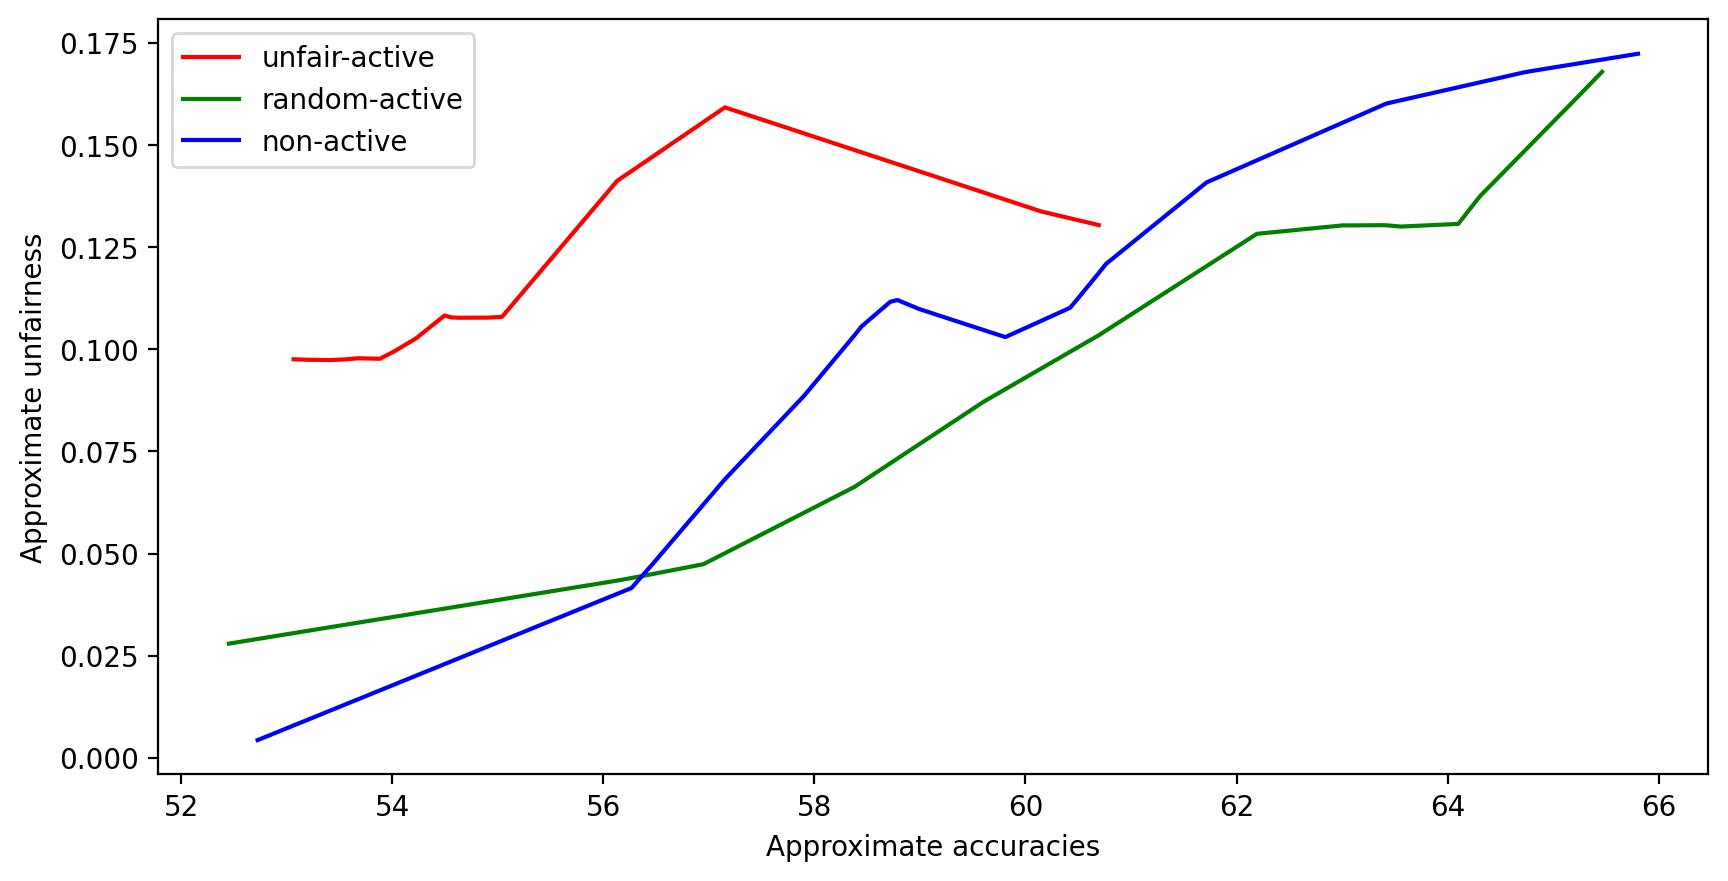 unfair-active
random-active
non-active
Approximate unfairness
0.175
0.150
0.125
0.100
0.075
0.050
0.025
0.000
52 54 56 58 60 62 64 66
Approximate accuracies